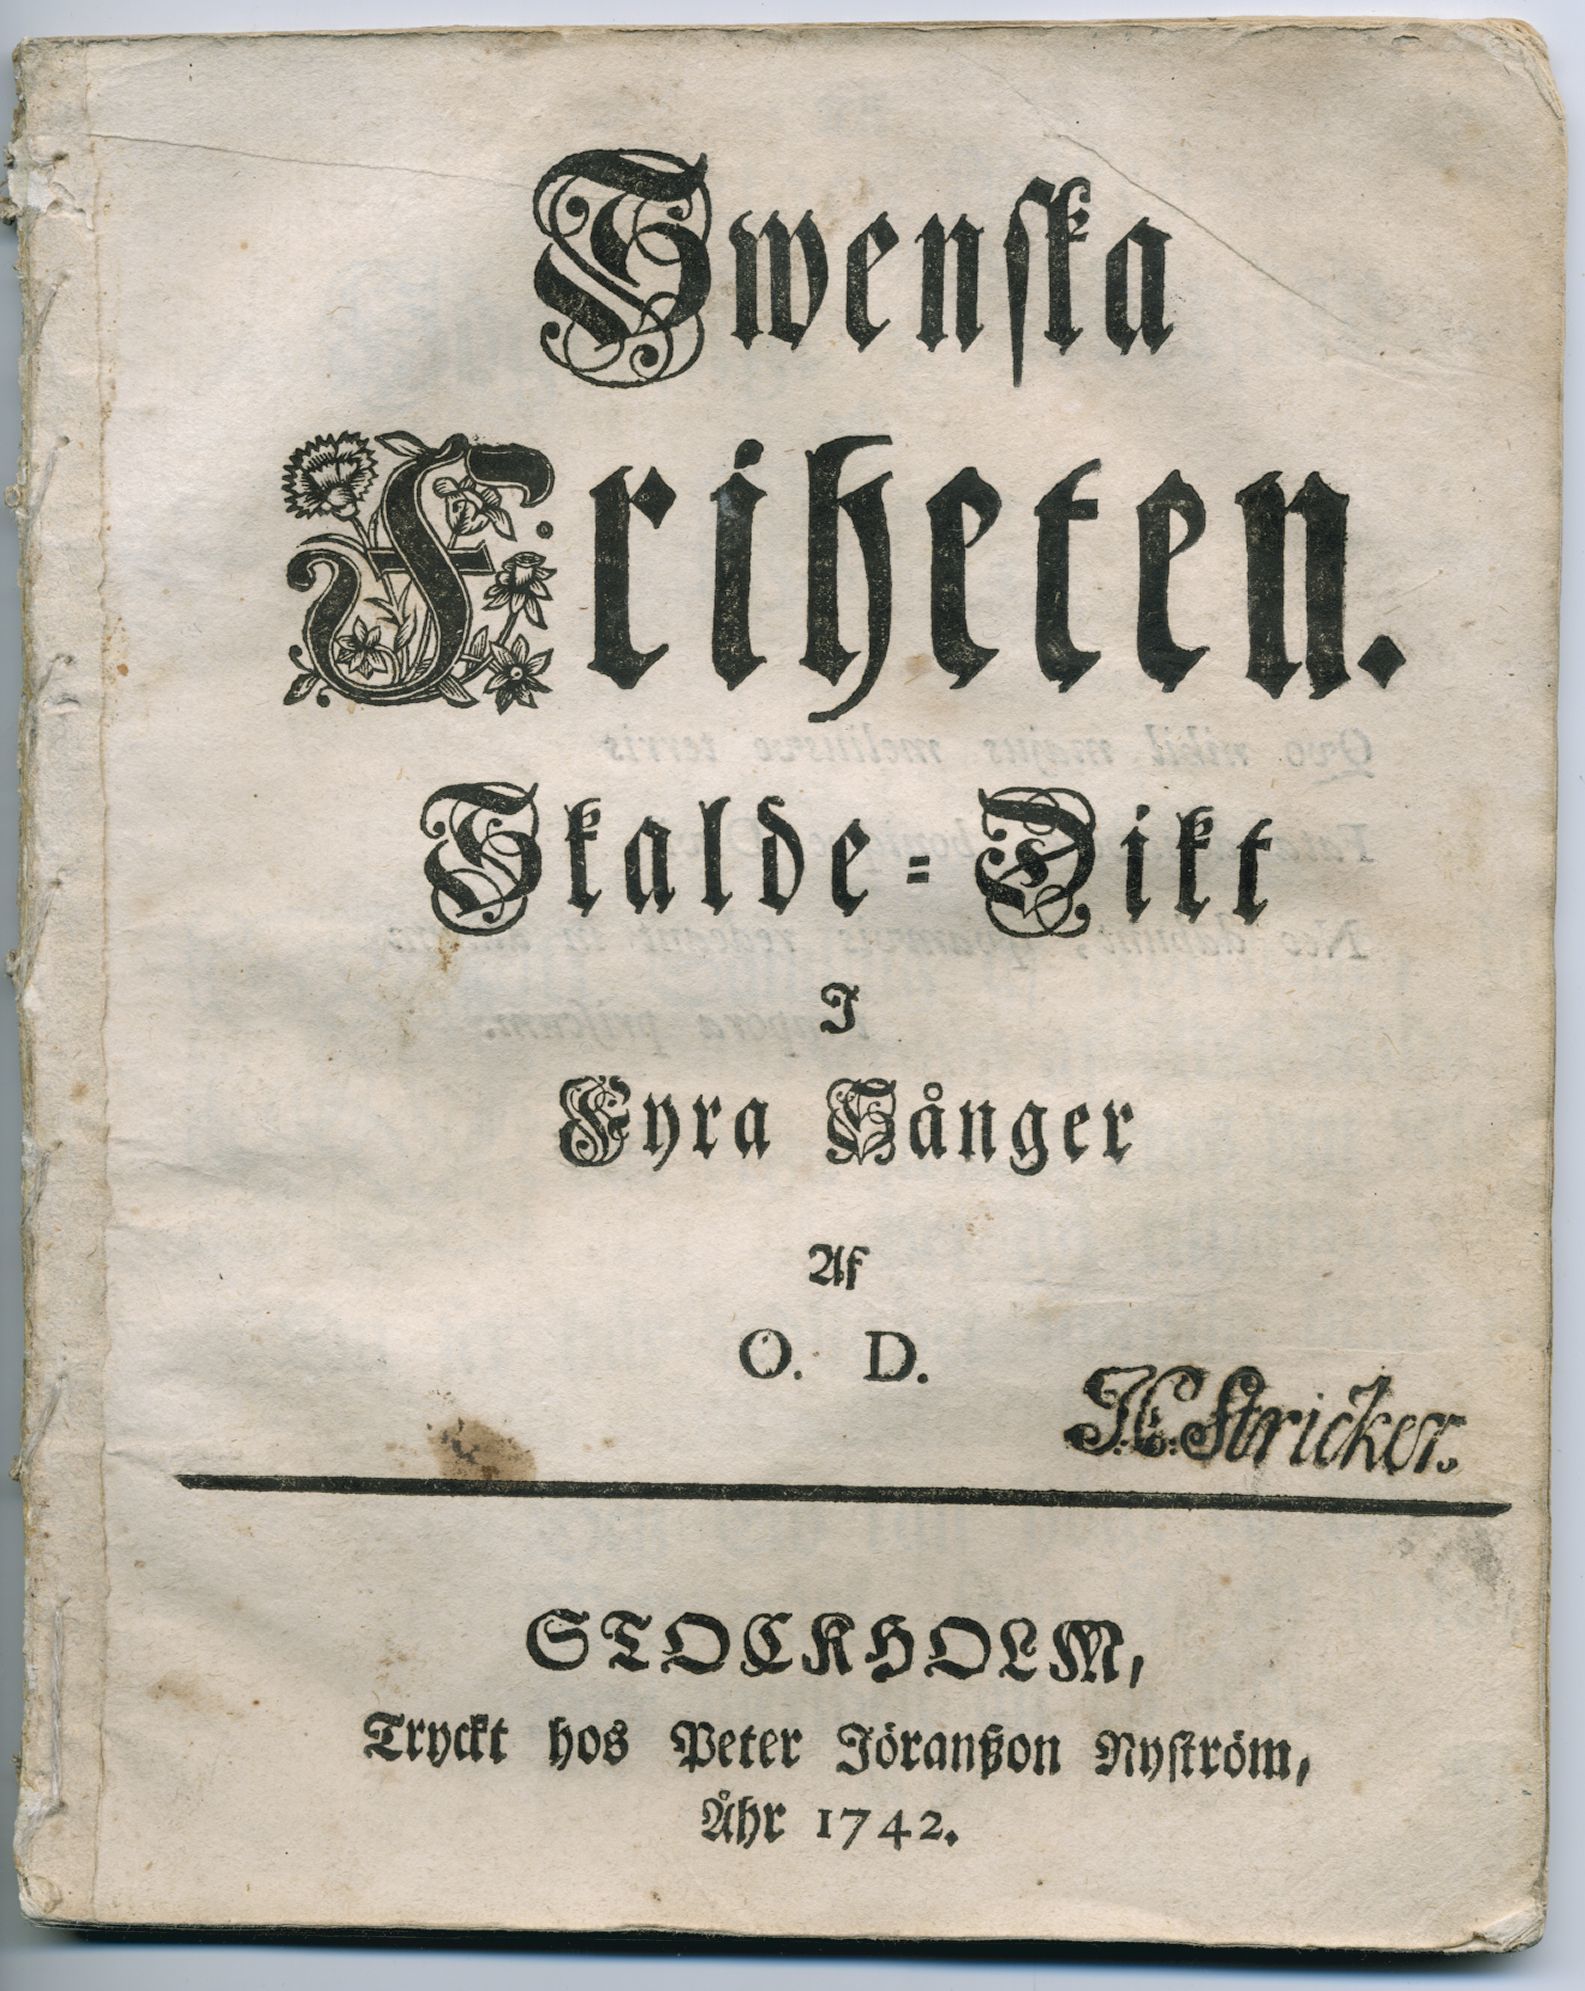 Swenska
Friheten.
Skalde=Dikt
I
Fyra Sånger
Af
O. D.
H. Stricker.
STOCKHOLM,
Tryckt hos Peter Jöranßon Nyström,
Åhr 1742.